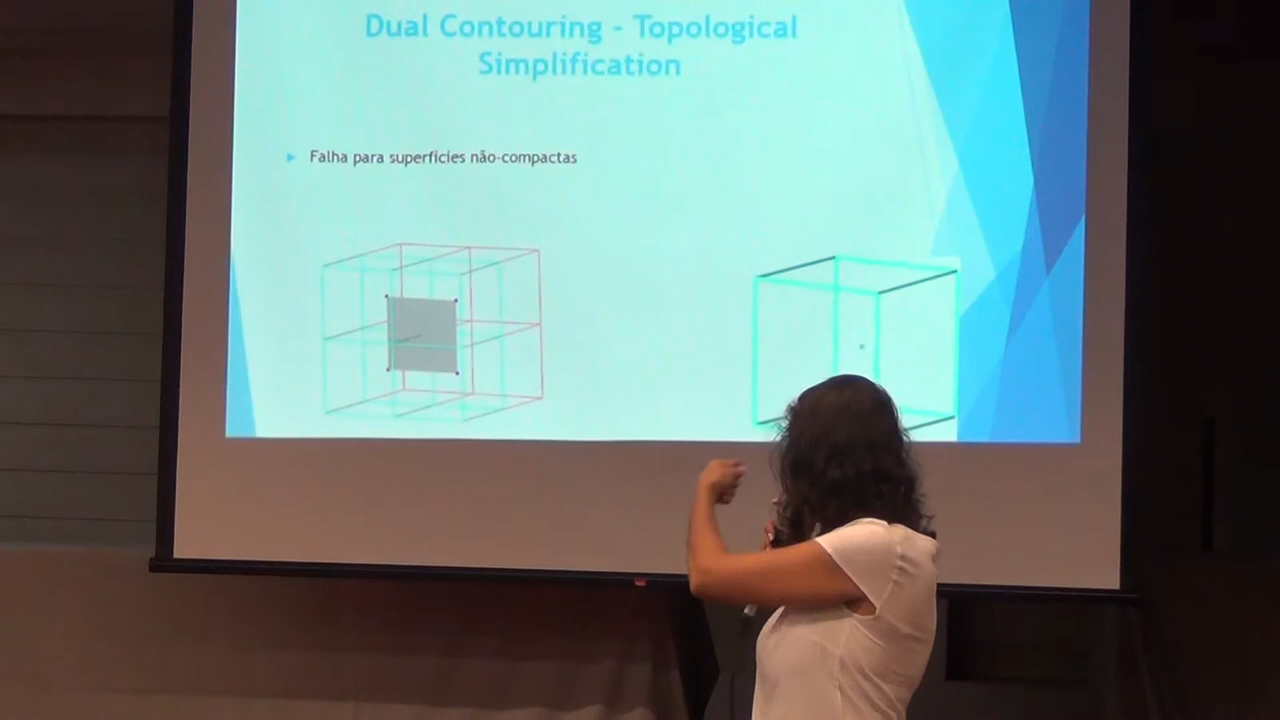 Dual Contouring - Topological
Simplification
Falha para superfícies não-compactas